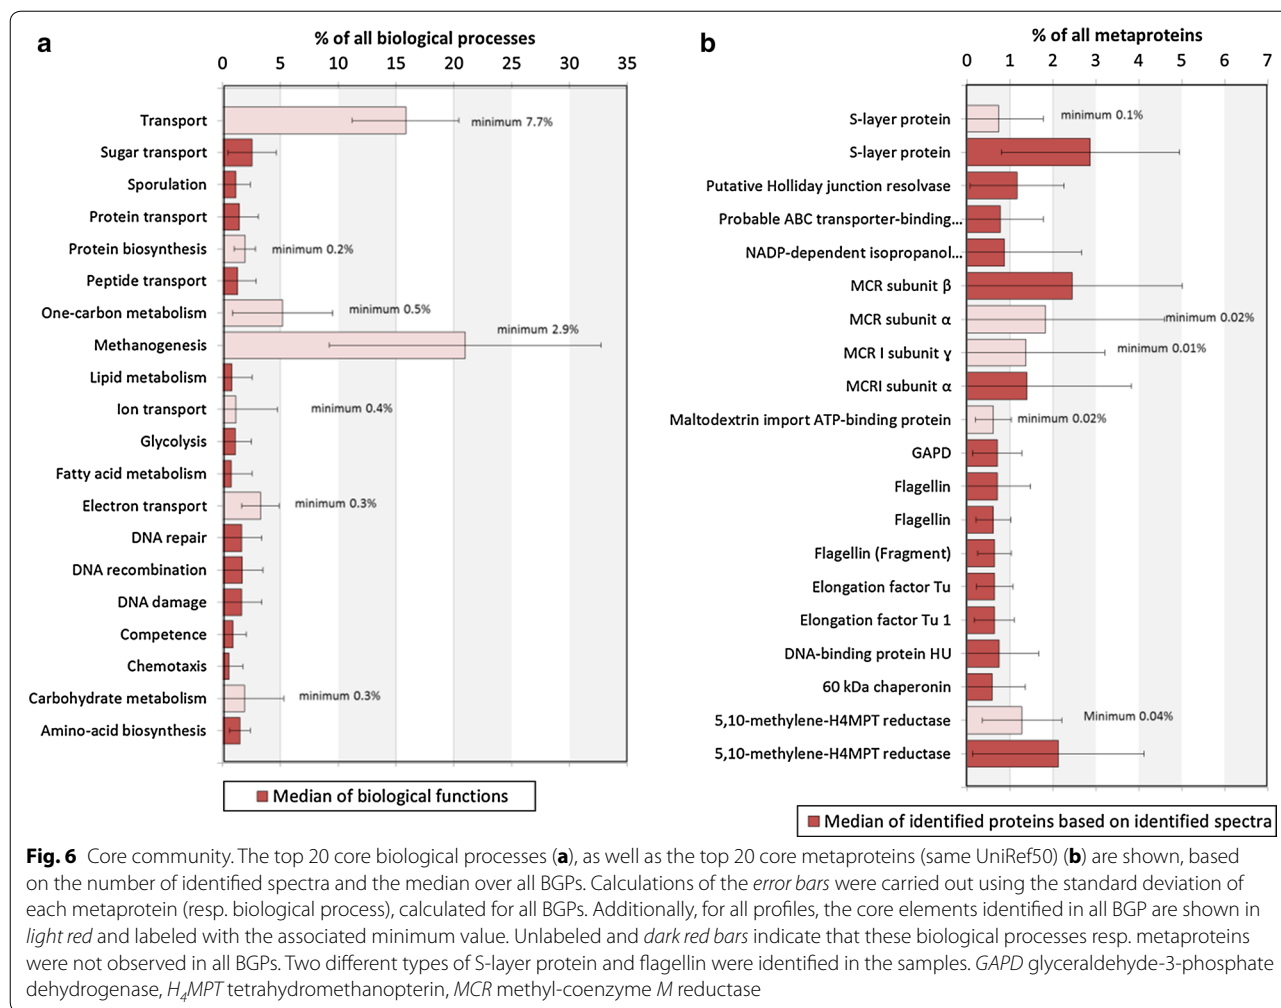 a
% of all biological processes
0 5 10 15 20 25 30 35
Transport
minimum 7.7%
Sugar transport
Sporulation
Protein transport
Protein biosynthesis
minimum 0.2%
Peptide transport
One-carbon metabolism
minimum 0.5%
minimum 2.9%
Methanogenesis
Lipid metabolism
Ion transport
minimum 0.4%
Glycolysis
Fatty acid metabolism
Electron transport
minimum 0.3%
DNA repair
DNA recombination
DNA damage
Competence
Chemotaxis
Carbohydrate metabolism
minimum 0.3%
Amino-acid biosynthesis
Median of biological functions
b
% of all metaproteins
0 1 2 3 4 5 6 7
S-layer protein
minimum 0.1%
S-layer protein
Putative Holliday junction resolvase
Probable ABC transporter-binding...
NADP-dependent isopropanol...
MCR subunit β
MCR subunit α
minimum 0.02%
MCR I subunit ɣ
minimum 0.01%
MCRI subunit α
Maltodextrin import ATP-binding protein
minimum 0.02%
GAPD
Flagellin
Flagellin
Flagellin (Fragment)
Elongation factor Tu
Elongation factor Tu 1
DNA-binding protein HU
60 kDa chaperonin
5,10-methylene-H4MPT reductase
Minimum 0.04%
5,10-methylene-H4MPT reductase
Median of identified proteins based on identified spectra
Fig. 6 Core community. The top 20 core biological processes (a), as well as the top 20 core metaproteins (same UniRef50) (b) are shown, based
on the number of identified spectra and the median over all BGPs. Calculations of the error bars were carried out using the standard deviation of
each metaprotein (resp. biological process), calculated for all BGPs. Additionally, for all profiles, the core elements identified in all BGP are shown in
light red and labeled with the associated minimum value. Unlabeled and dark red bars indicate that these biological processes resp. metaproteins
were not observed in all BGPs. Two different types of S-layer protein and flagellin were identified in the samples. GAPD glyceraldehyde-3-phosphate
dehydrogenase, H₄MPT tetrahydromethanopterin, MCR methyl-coenzyme M reductase